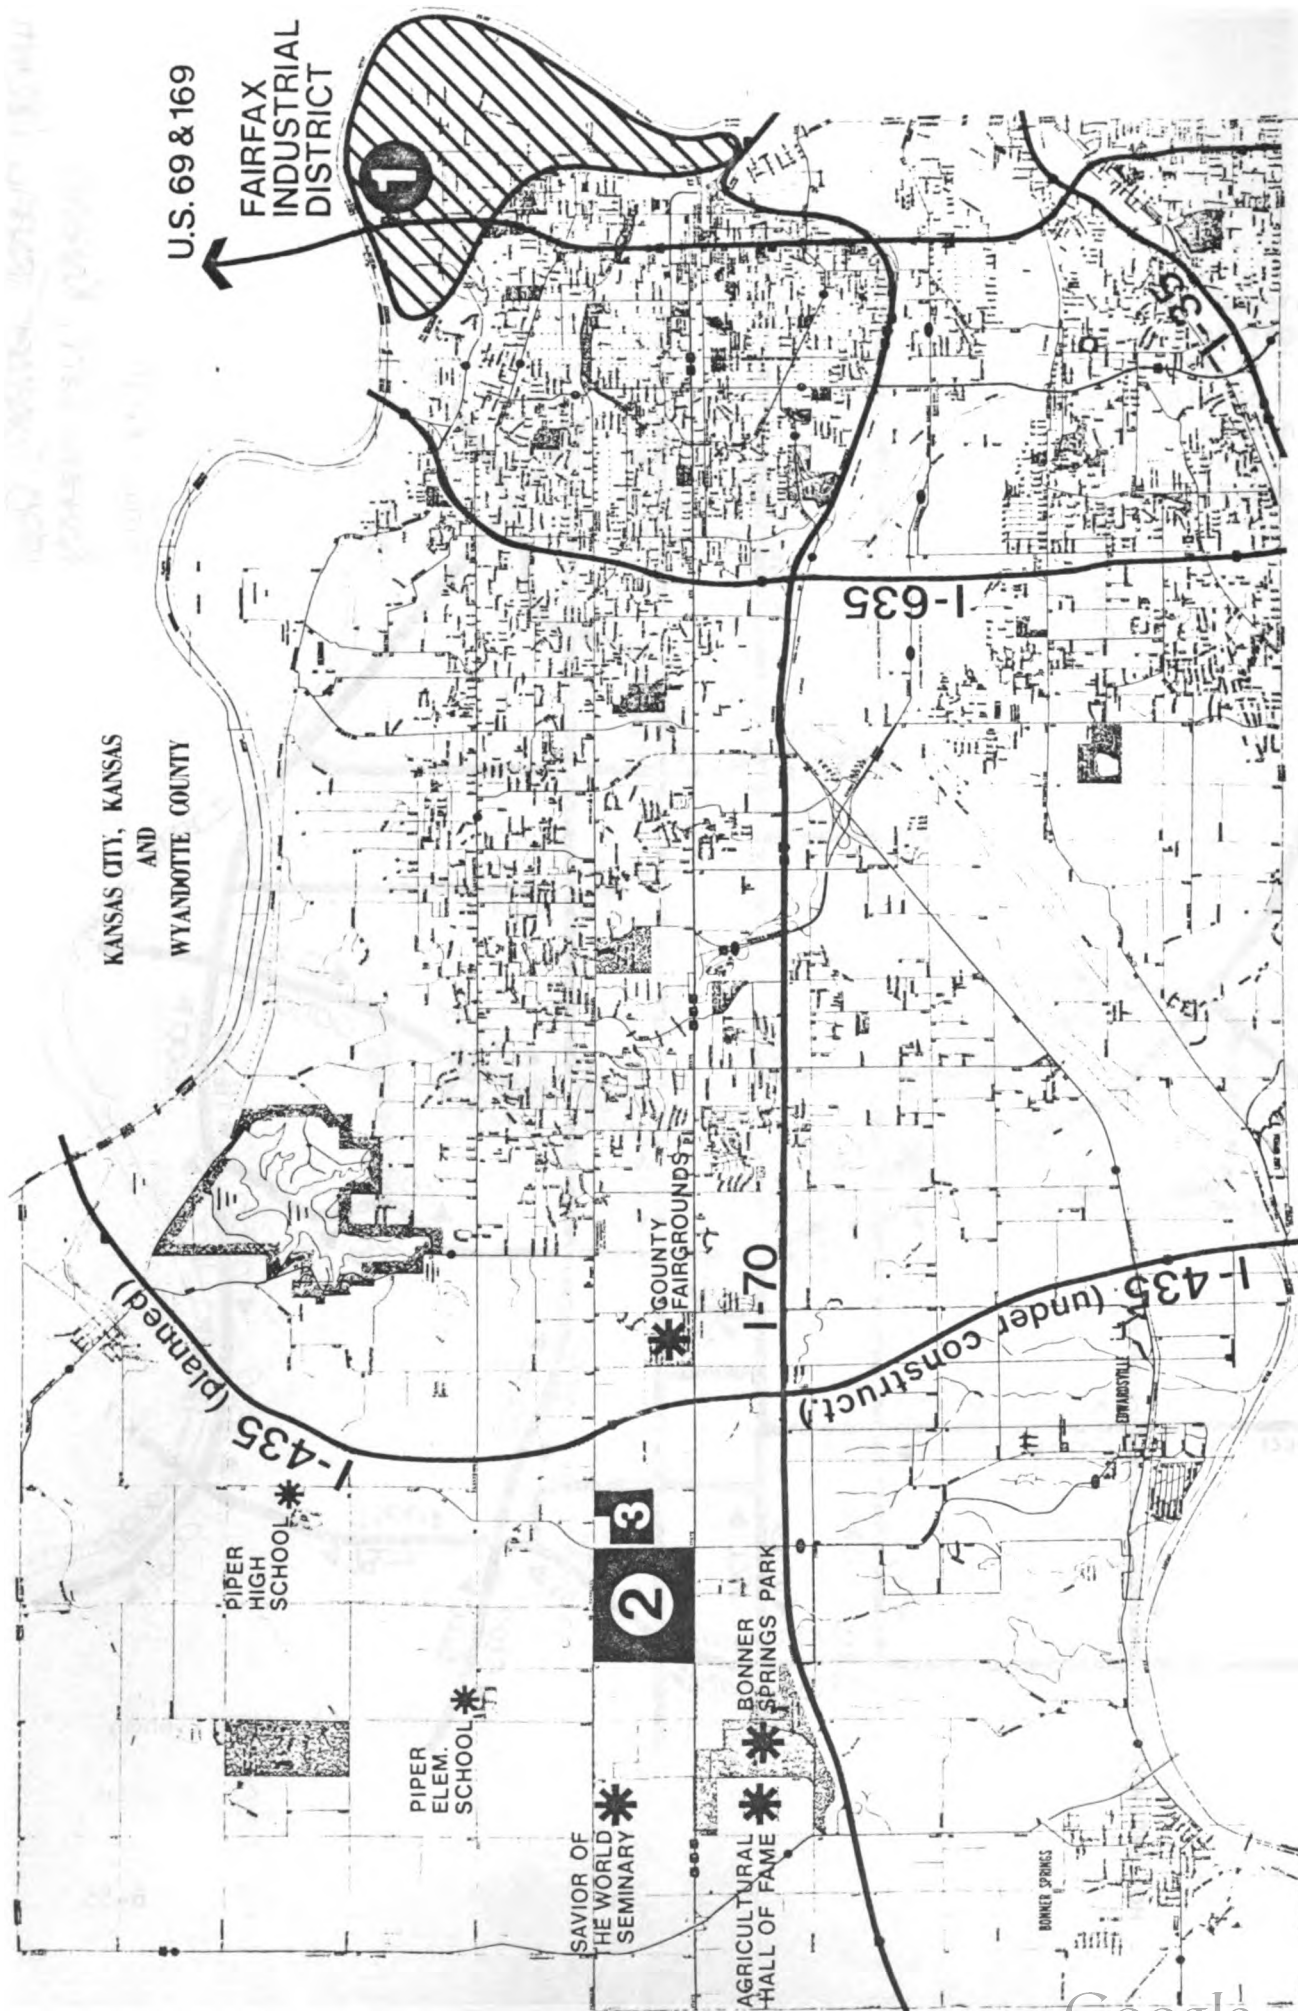 KANSAS CITY, KANSAS
AND
WYANDOTTE COUNTY
U.S. 69 & 169
FAIRFAX
INDUSTRIAL
DISTRICT
1
I-435 (planned)
PIPER
HIGH
SCHOOL
PIPER
ELEM.
SCHOOL
SAVIOR OF
THE WORLD
SEMINARY
2
3
COUNTY
FAIRGROUNDS
AGRICULTURAL
HALL OF FAME
BONNER
SPRINGS PARK
I-70
I-635
I-35
I-435 (under construct.)
EDWARDSVILLE
BONNER SPRINGS
Google